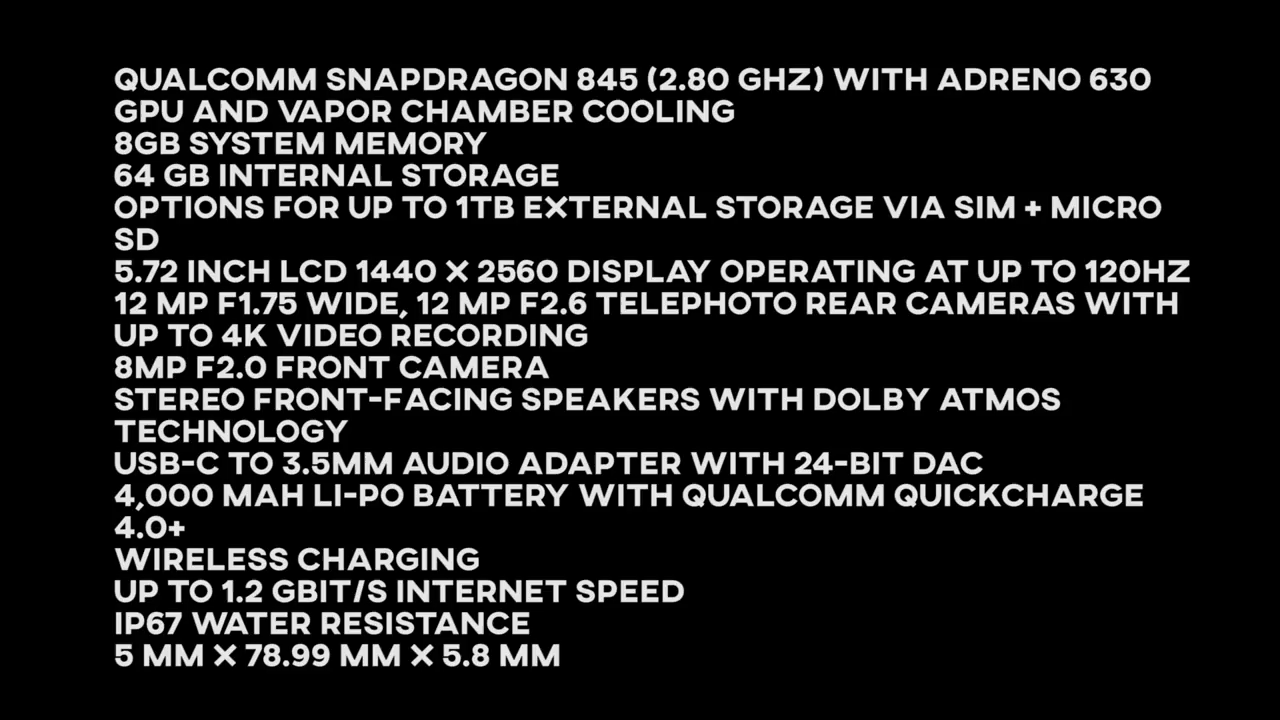 QUALCOMM SNAPDRAGON 845 (2.80 GHZ) WITH ADRENO 630
GPU AND VAPOR CHAMBER COOLING
8GB SYSTEM MEMORY
64 GB INTERNAL STORAGE
OPTIONS FOR UP TO 1TB EXTERNAL STORAGE VIA SIM + MICRO
SD
5.72 INCH LCD 1440 × 2560 DISPLAY OPERATING AT UP TO 120HZ
12 MP F1.75 WIDE, 12 MP F2.6 TELEPHOTO REAR CAMERAS WITH
UP TO 4K VIDEO RECORDING
8MP F2.0 FRONT CAMERA
STEREO FRONT-FACING SPEAKERS WITH DOLBY ATMOS
TECHNOLOGY
USB-C TO 3.5MM AUDIO ADAPTER WITH 24-BIT DAC
4,000 MAH LI-PO BATTERY WITH QUALCOMM QUICKCHARGE
4.0+
WIRELESS CHARGING
UP TO 1.2 GBIT/S INTERNET SPEED
IP67 WATER RESISTANCE
5 MM × 78.99 MM × 5.8 MM